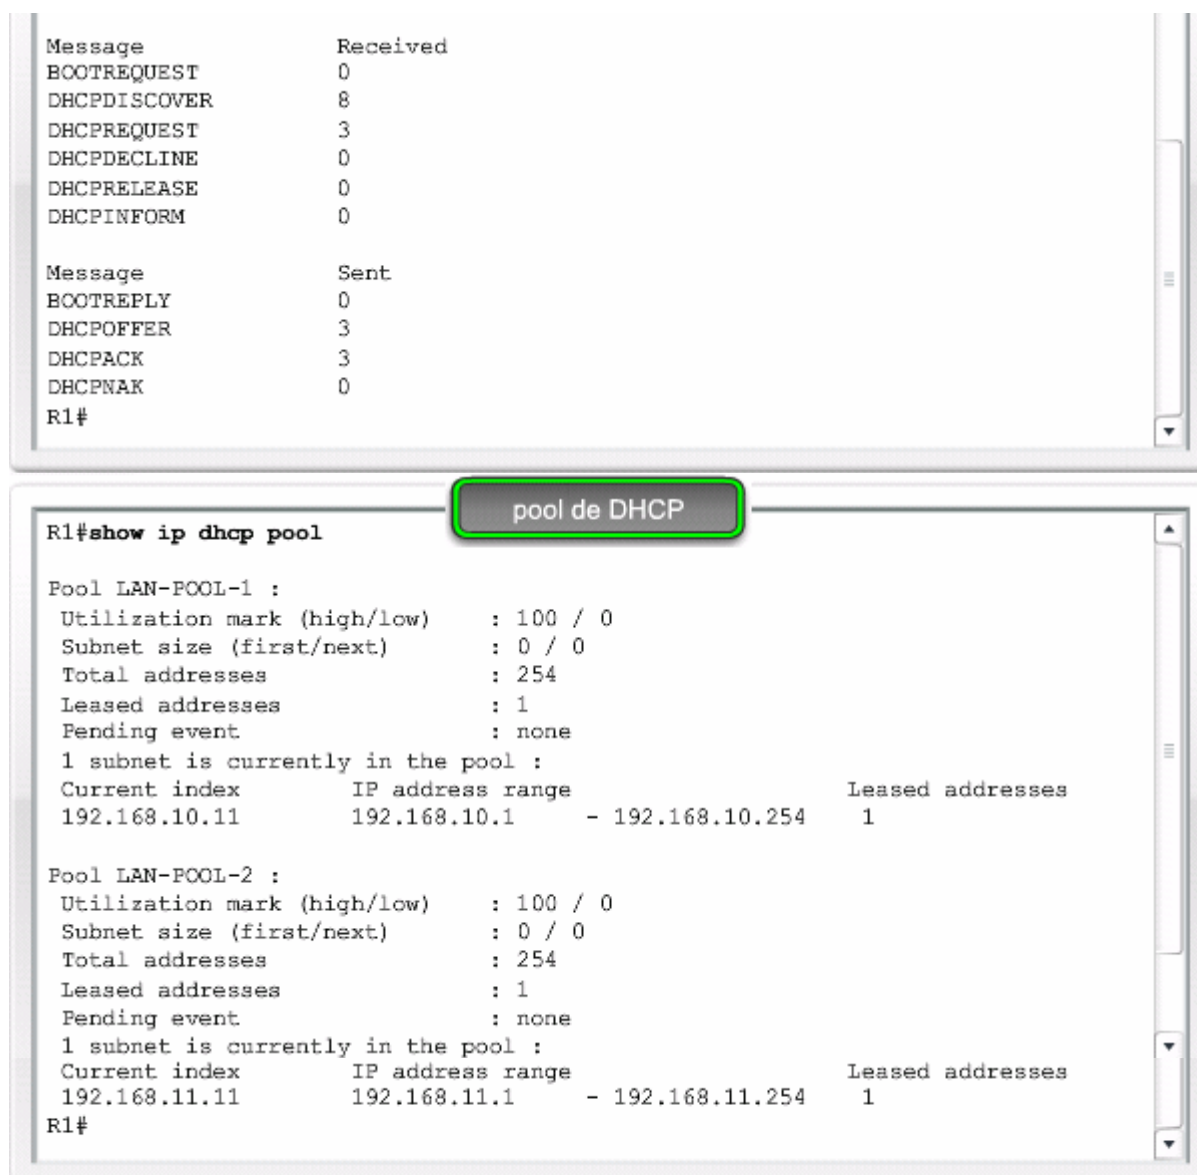 Message Received
BOOTREQUEST 0
DHCPDISCOVER 8
DHCPREQUEST 3
DHCPDECLINE 0
DHCPRELEASE 0
DHCPINFORM 0
Message Sent
BOOTREPLY 0
DHCPOFFER 3
DHCPACK 3
DHCPNAK 0
R1#
pool de DHCP
R1#show ip dhcp pool
Pool LAN-POOL-1 :
Utilization mark (high/low) : 100 / 0
Subnet size (first/next) : 0 / 0
Total addresses : 254
Leased addresses : 1
Pending event : none
1 subnet is currently in the pool :
Current index IP address range Leased addresses
192.168.10.11 192.168.10.1 - 192.168.10.254 1
Pool LAN-POOL-2 :
Utilization mark (high/low) : 100 / 0
Subnet size (first/next) : 0 / 0
Total addresses : 254
Leased addresses : 1
Pending event : none
1 subnet is currently in the pool :
Current index IP address range Leased addresses
192.168.11.11 192.168.11.1 - 192.168.11.254 1
R1#